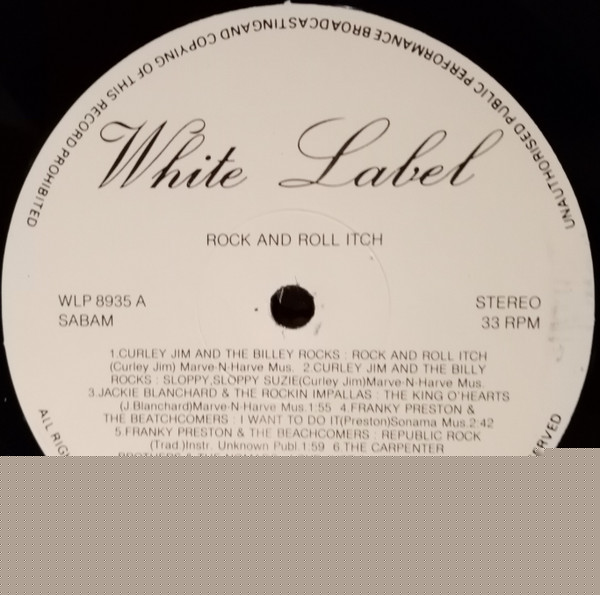 UNAUTHORISED PUBLIC PERFORMANCE BROADCASTING AND COPYING OF THIS RECORD PROHIBITED
White Label
ROCK AND ROLL ITCH
WLP 8935 A
SABAM
STEREO
33 RPM
1.CURLEY JIM AND THE BILLEY ROCKS : ROCK AND ROLL ITCH
(Curley Jim) Marve-N-Harve Mus. 2.CURLEY JIM AND THE BILLY
ROCKS : SLOPPY,SLOPPY SUZIE(Curley Jim)Marve-N-Harve Mus.
3.JACKIE BLANCHARD & THE ROCKIN IMPALLAS : THE KING O'HEARTS
(J.Blanchard)Marve-N-Harve Mus.1:55 4.FRANKY PRESTON &
THE BEATCHCOMERS : I WANT TO DO IT(Preston)Sonama Mus.2:42
5.FRANKY PRESTON & THE BEACHCOMERS : REPUBLIC ROCK
(Trad.)Instr. Unknown Publ.1:59 6.THE CARPENTER
ALL